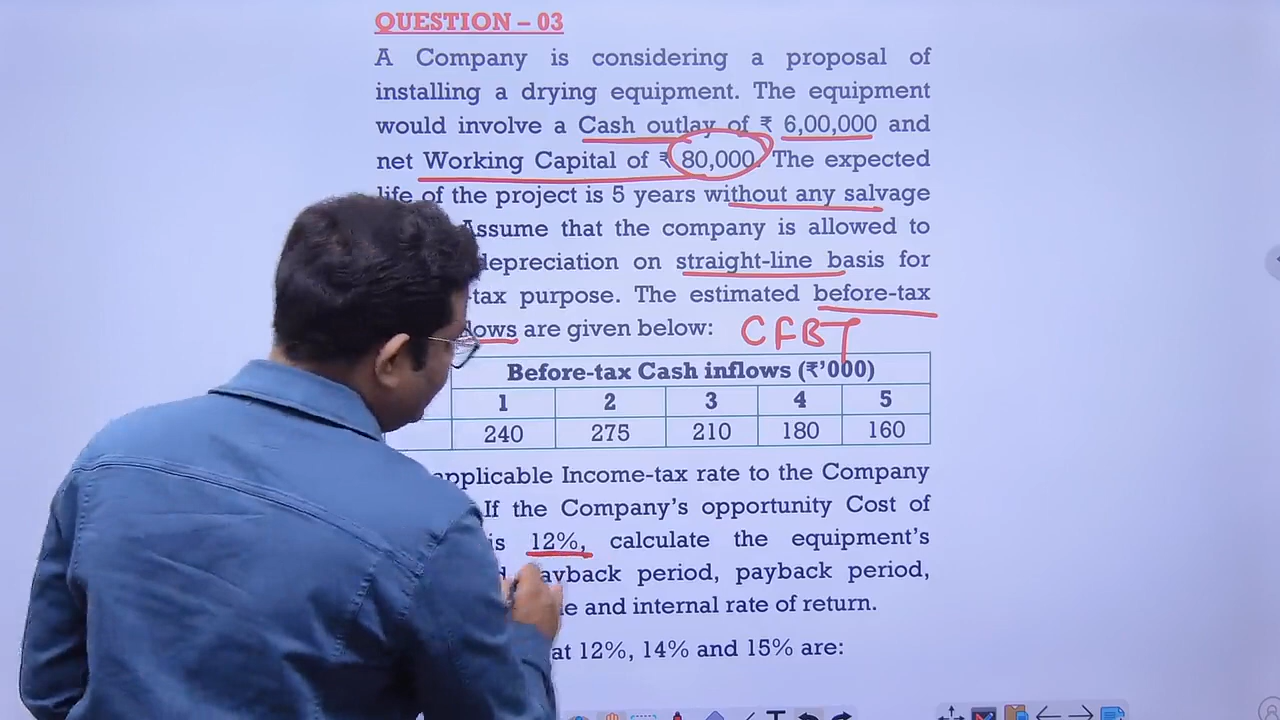 QUESTION – 03
A Company is considering a proposal of
installing a drying equipment. The equipment
would involve a Cash outlay of ₹ 6,00,000 and
net Working Capital of ₹ 80,000. The expected
life of the project is 5 years without any salvage
Assume that the company is allowed to
depreciation on straight-line basis for
-tax purpose. The estimated before-tax
lows are given below: CFBT
Before-tax Cash inflows (₹’000)
1 2 3 4 5
240 275 210 180 160
applicable Income-tax rate to the Company
If the Company’s opportunity Cost of
is 12%, calculate the equipment’s
ayback period, payback period,
e and internal rate of return.
at 12%, 14% and 15% are: